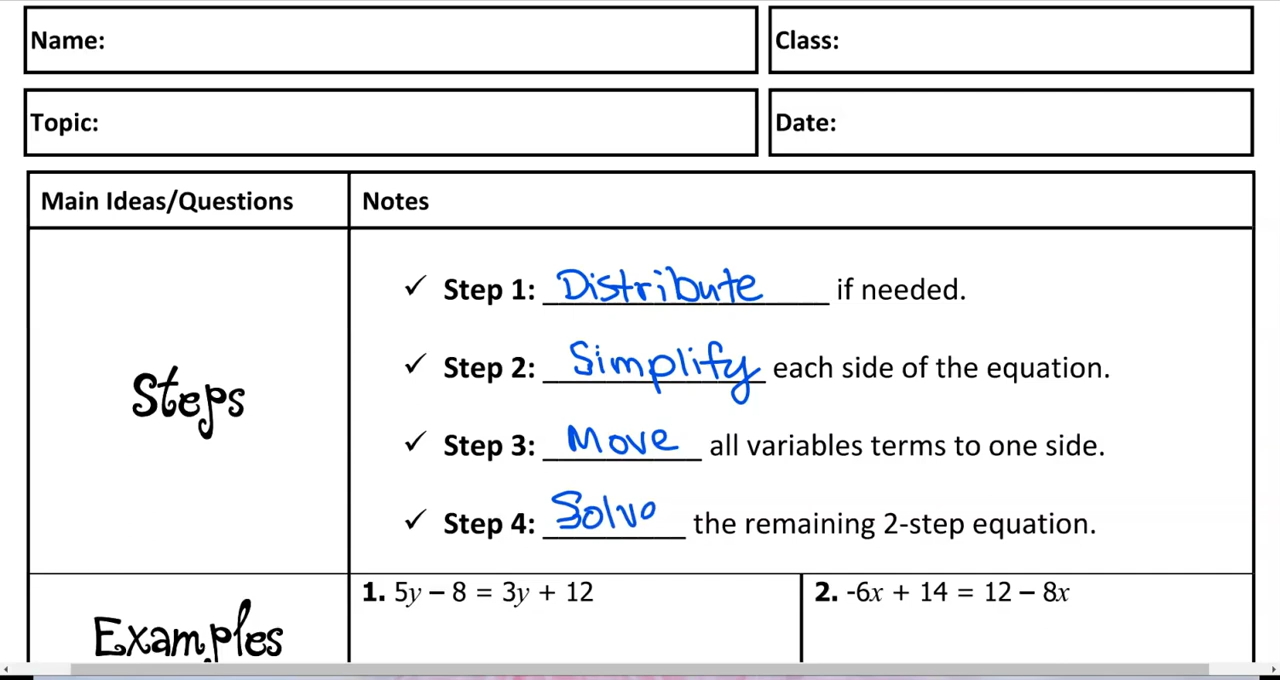 Name:
Class:
Topic:
Date:
Main Ideas/Questions
Notes
Steps
✓ Step 1: Distribute if needed.
✓ Step 2: Simplify each side of the equation.
✓ Step 3: Move all variables terms to one side.
✓ Step 4: Solve the remaining 2-step equation.
Examples
1. 5y – 8 = 3y + 12
2. -6x + 14 = 12 – 8x